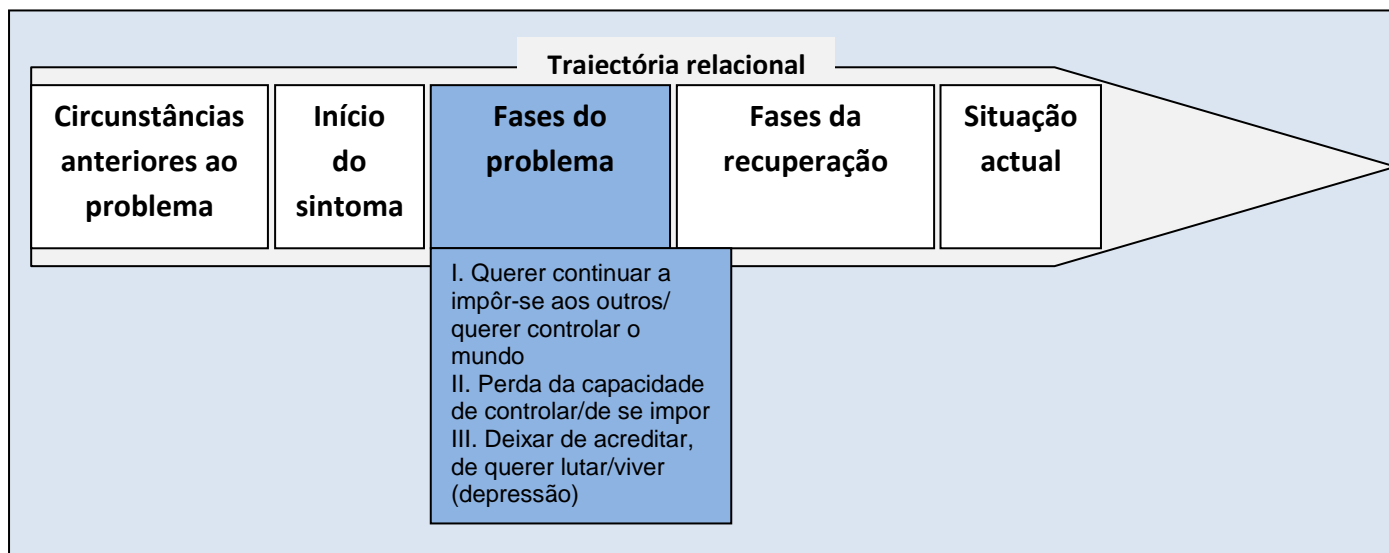 Trajectória relacional
Circunstâncias
anteriores ao
problema
Início
do
sintoma
Fases do
problema
Fases da
recuperação
Situação
actual
I. Querer continuar a
impôr-se aos outros/
querer controlar o
mundo
II. Perda da capacidade
de controlar/de se impor
III. Deixar de acreditar,
de querer lutar/viver
(depressão)